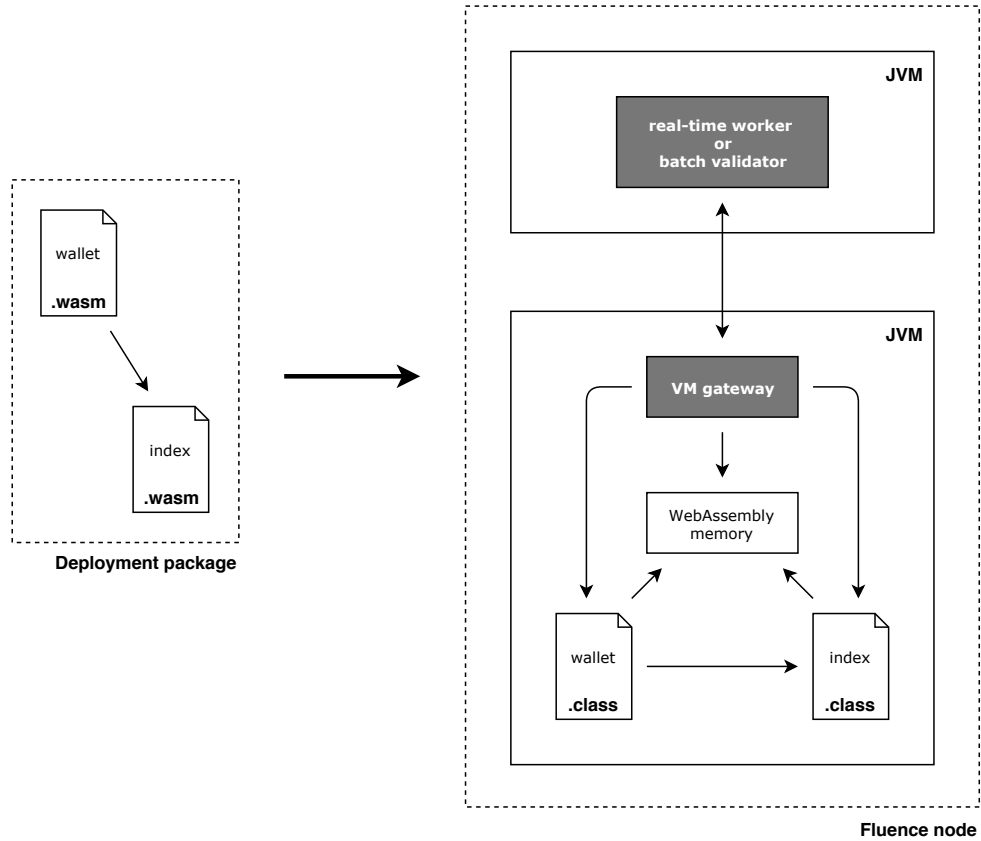 wallet
.wasm
index
.wasm
Deployment package
JVM
real-time worker
or
batch validator
JVM
VM gateway
WebAssembly
memory
wallet
.class
index
.class
Fluence node